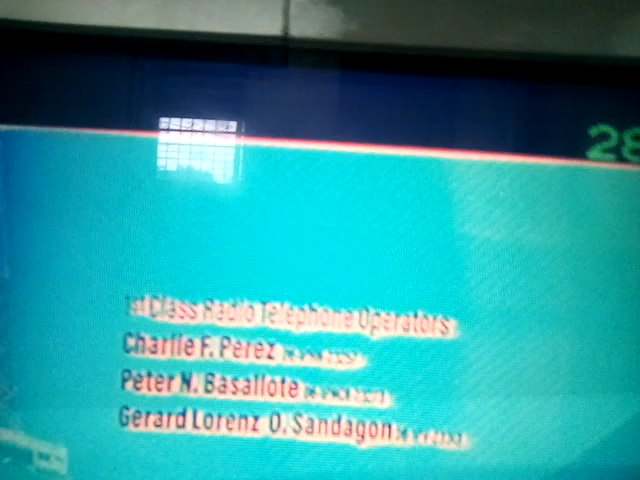 28
1st Class Radio Telephone Operators
Charlie F. Perez
Peter N. Basallote
Gerard Lorenz O. Sandagon